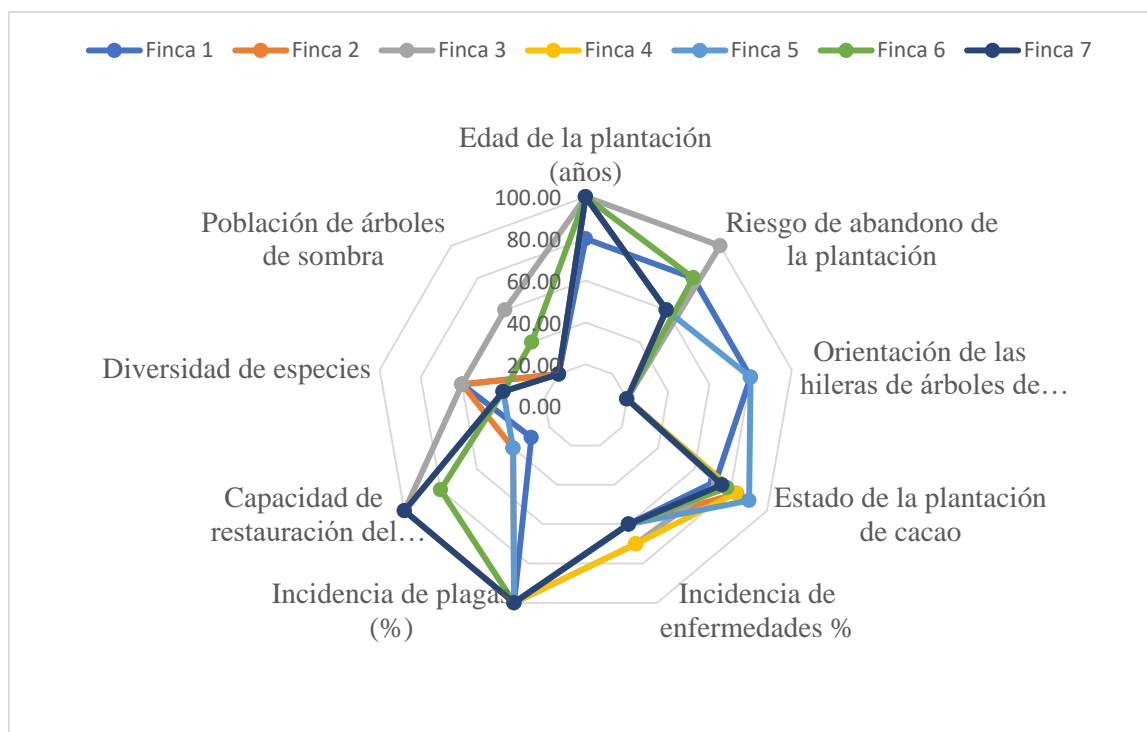 Finca 1 Finca 2 Finca 3 Finca 4 Finca 5 Finca 6 Finca 7
Edad de la plantación
(años)
Riesgo de abandono de
la plantación
Orientación de las
hileras de árboles de…
Estado de la plantación
de cacao
Incidencia de
enfermedades %
Incidencia de plagas
(%)
Capacidad de
restauración del…
Diversidad de especies
Población de árboles
de sombra
100.00
80.00
60.00
40.00
20.00
0.00